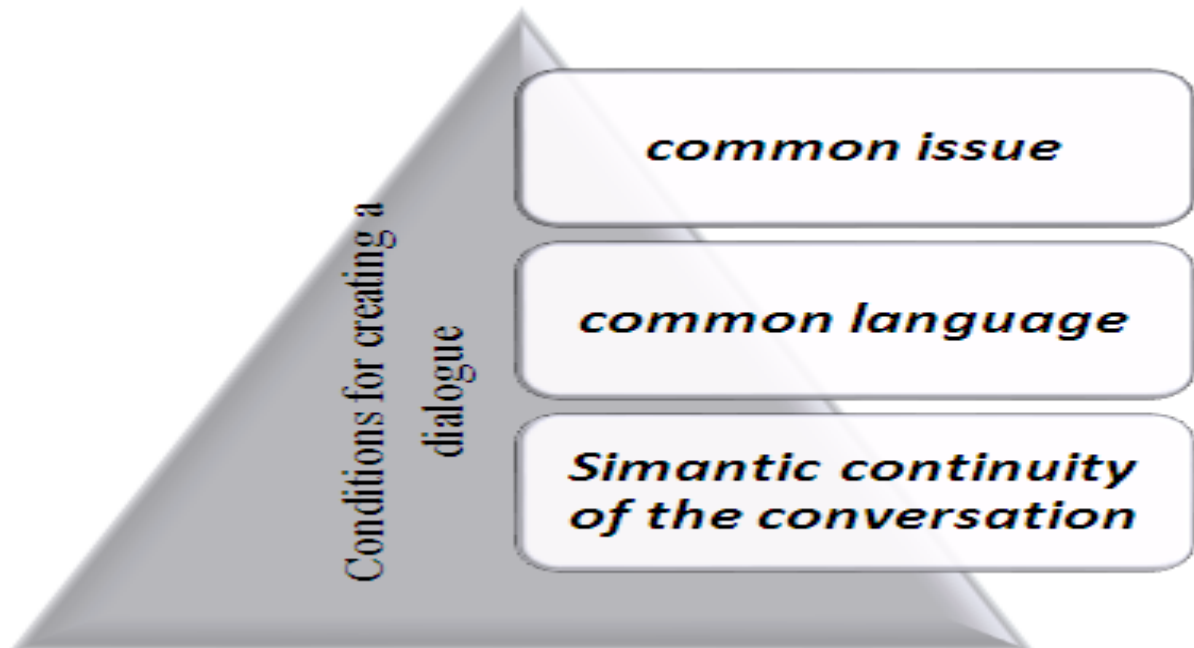 Conditions for creating a
dialogue
common issue
common language
Simantic continuity
of the conversation